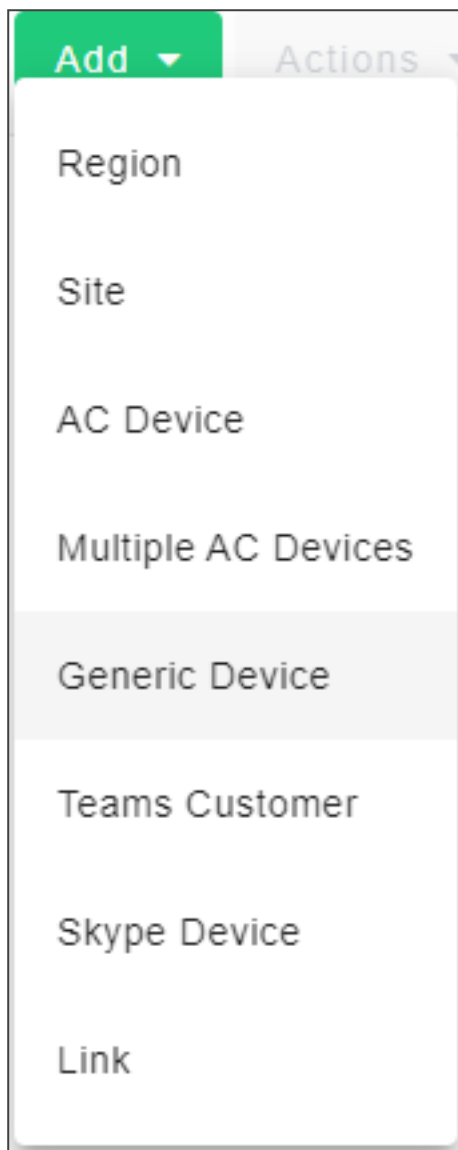 Add Actions
Region
Site
AC Device
Multiple AC Devices
Generic Device
Teams Customer
Skype Device
Link